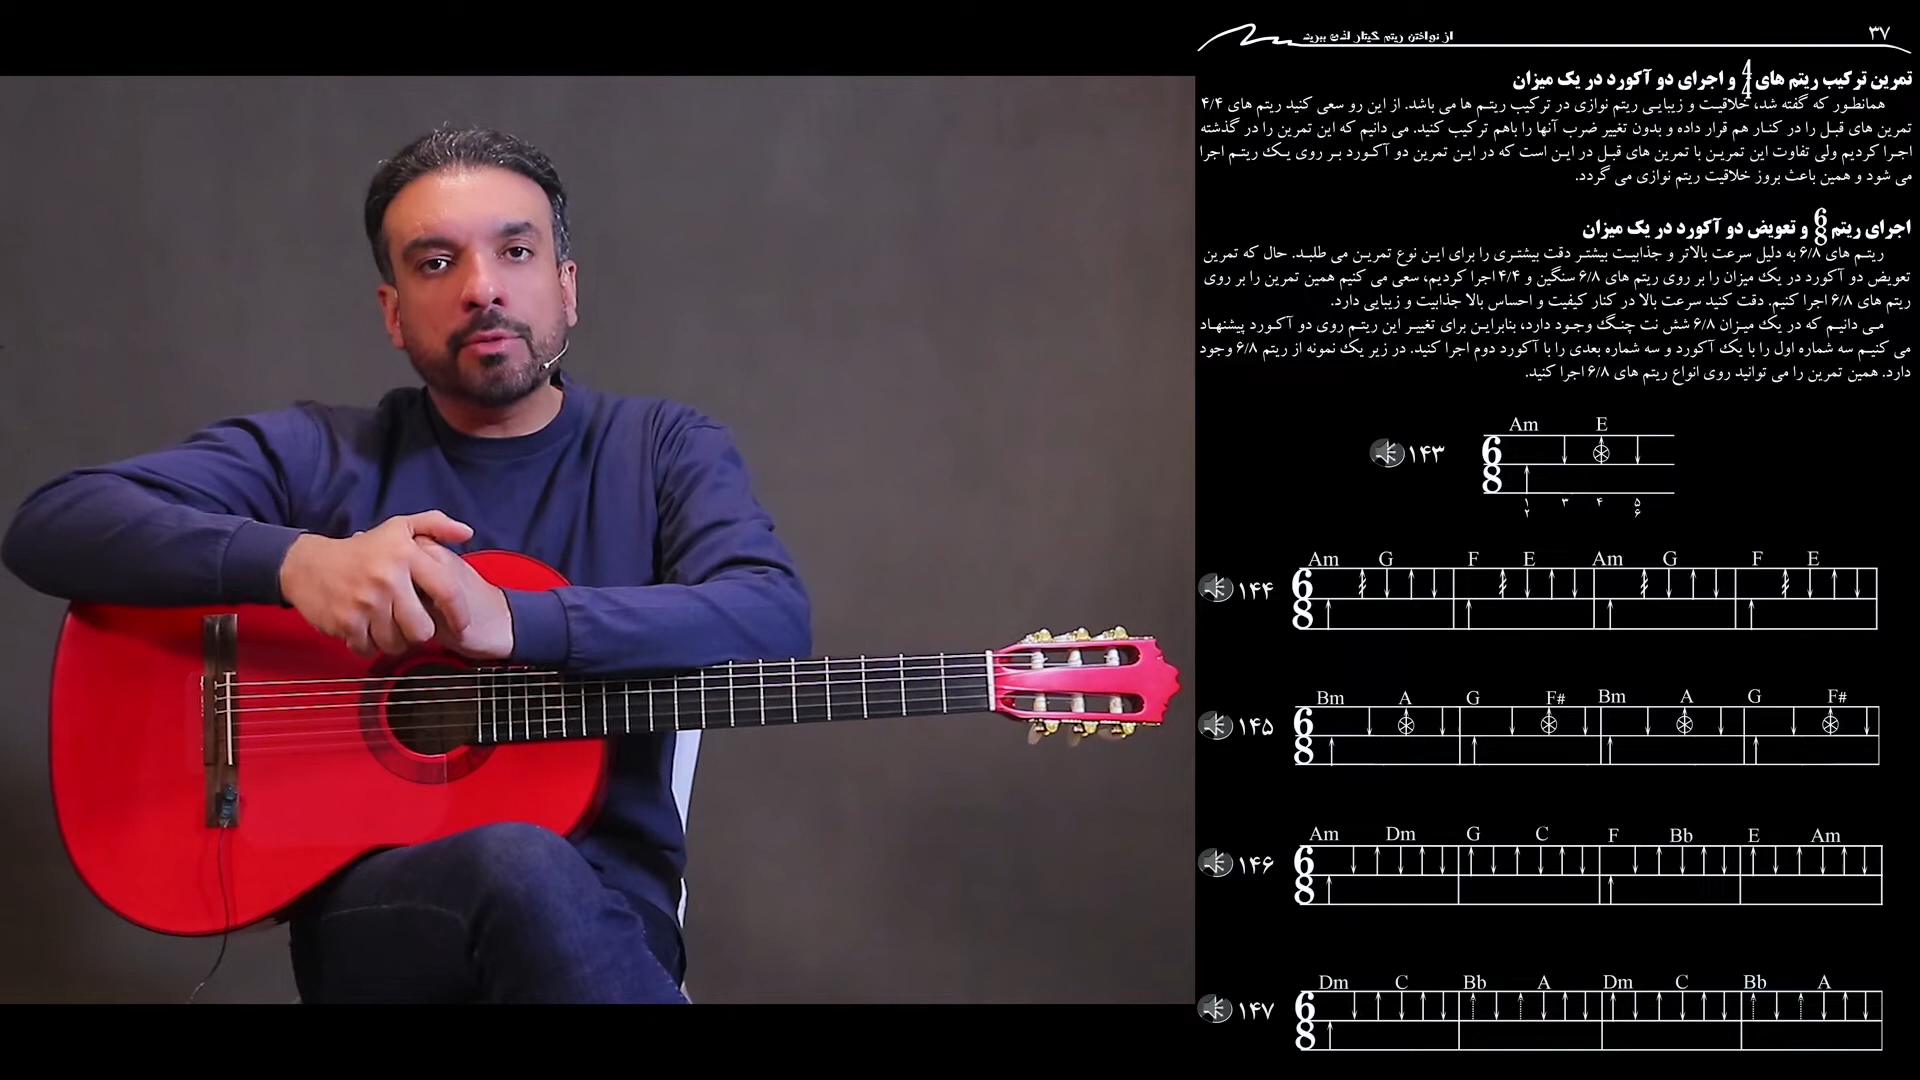 از نواختن ریتم گیتار لذت ببرید
۳۷
تمرین ترکیب ریتم های 4/4 و اجرای دو آکورد در یک میزان
همانطور که گفته شد، خلاقیت و زیبایی ریتم نوازی در ترکیب ریتم ها می باشد. از این رو سعی کنید ریتم های ۴/۴
تمرین های قبل را در کنار هم قرار داده و بدون تغییر ضرب آنها را باهم ترکیب کنید. می دانیم که این تمرین را در گذشته
اجرا کردیم ولی تفاوت این تمرین با تمرین های قبل در این است که در این تمرین دو آکورد بر روی یک ریتم اجرا
می شود و همین باعث بروز خلاقیت ریتم نوازی می گردد.
اجرای ریتم 6/8 و تعویض دو آکورد در یک میزان
ریتم های ۶/۸ به دلیل سرعت بالاتر و جذابیت بیشتر دقت بیشتری را برای این نوع تمرین می طلبد. حال که تمرین
تعویض دو آکورد در یک میزان را بر روی ریتم های ۶/۸ سنگین و ۴/۴ اجرا کردیم، سعی می کنیم همین تمرین را بر روی
ریتم های ۶/۸ اجرا کنیم. دقت کنید سرعت بالا در کنار کیفیت و احساس بالا جذابیت و زیبایی دارد.
می دانیم که در یک میزان ۶/۸ شش نت چنگ وجود دارد، بنابراین برای تغییر این ریتم روی دو آکورد پیشنهاد
می کنیم سه شماره اول را با یک آکورد و سه شماره بعدی را با آکورد دوم اجرا کنید. در زیر یک نمونه از ریتم ۶/۸ وجود
دارد. همین تمرین را می توانید روی انواع ریتم های ۶/۸ اجرا کنید.
Am E
۱۴۳ 6/8
۱ ۳ ۴ ۵
۲ ۶
Am G F E Am G F E
۱۴۴ 6/8
Bm A G F# Bm A G F#
۱۴۵ 6/8
Am Dm G C F Bb E Am
۱۴۶ 6/8
Dm C Bb A Dm C Bb A
۱۴۷ 6/8